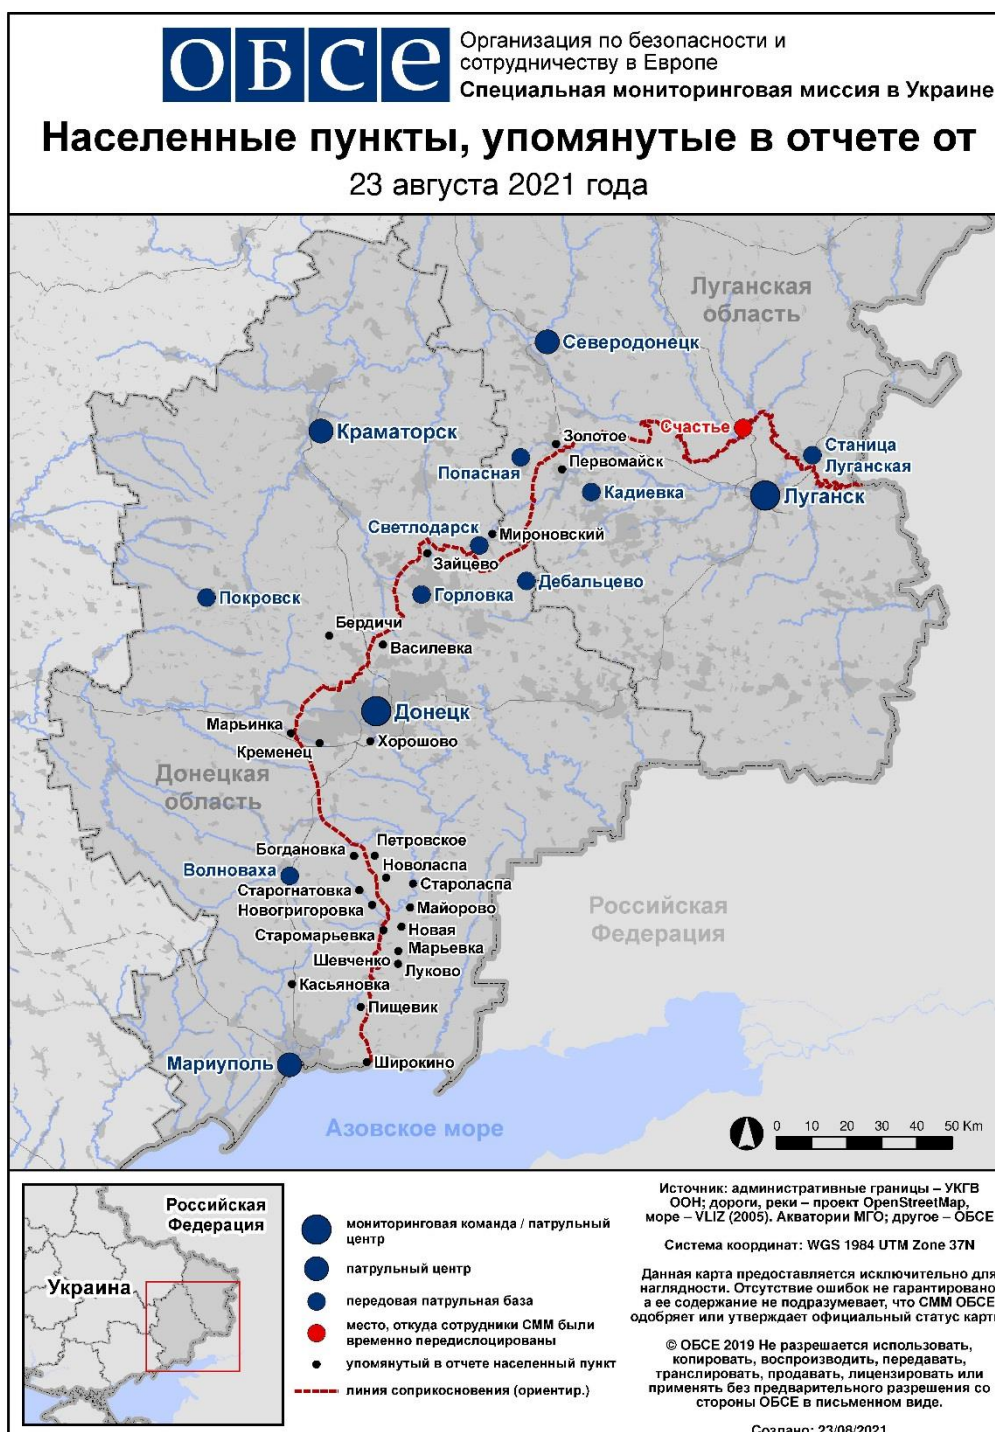 ОБСЕ
Организация по безопасности и
сотрудничеству в Европе
Специальная мониторинговая миссия в Украине
Населенные пункты, упомянутые в отчете от
23 августа 2021 года
Луганская
область
Северодонецк
Счастье
Золотое
Станица
Луганская
Краматорск
Попасная
Первомайск
Кадиевка
Луганск
Светлодарск
Мироновский
Зайцево
Дебальцево
Горловка
Покровск
Бердичи
Василевка
Донецк
Марьинка
Кременец
Хорошово
Донецкая
область
Богдановка
Петровское
Волноваха
Новоласпа
Старогнатовка
Староласпа
Новогригоровка
Майорово
Российская
Федерация
Старомарьевка
Новая
Марьевка
Шевченко
Луково
Касьяновка
Пищевик
Мариуполь
Широкино
Азовское море
0 10 20 30 40 50 Km
Российская
Федерация
Украина
мониторинговая команда / патрульный
центр
патрульный центр
передовая патрульная база
место, откуда сотрудники СММ были
временно передислоцированы
упомянутый в отчете населенный пункт
линия соприкосновения (ориентир.)
Источник: административные границы – УКГВ
ООН; дороги, реки – проект OpenStreetMap,
море – VLIZ (2005). Акватории МГО; другое – ОБСЕ
Система координат: WGS 1984 UTM Zone 37N
Данная карта предоставляется исключительно для
наглядности. Отсутствие ошибок не гарантировано
а ее содержание не подразумевает, что СММ ОБСЕ
одобряет или утверждает официальный статус карт
© ОБСЕ 2019 Не разрешается использовать,
копировать, воспроизводить, передавать,
транслировать, продавать, лицензировать или
применять без предварительного разрешения со
стороны ОБСЕ в письменном виде.
Создано: 23/08/2021